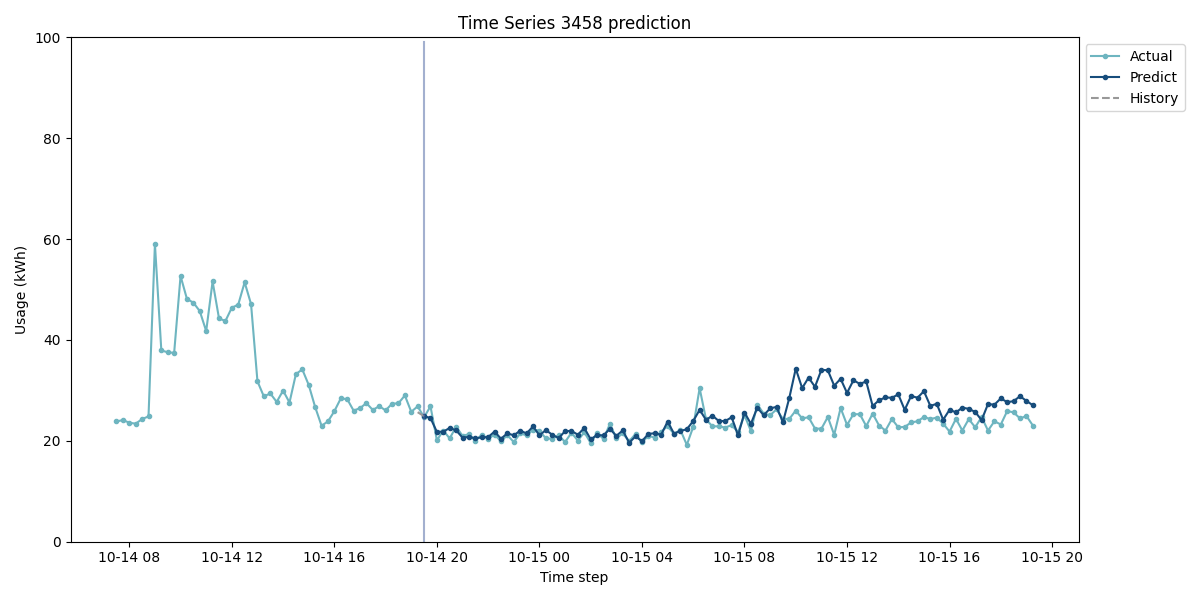 Time Series 3458 prediction
100
80
60
40
20
0
Usage (kWh)
10-14 08
10-14 12
10-14 16
10-14 20
10-15 00
10-15 04
10-15 08
10-15 12
10-15 16
10-15 20
Time step
Actual
Predict
History